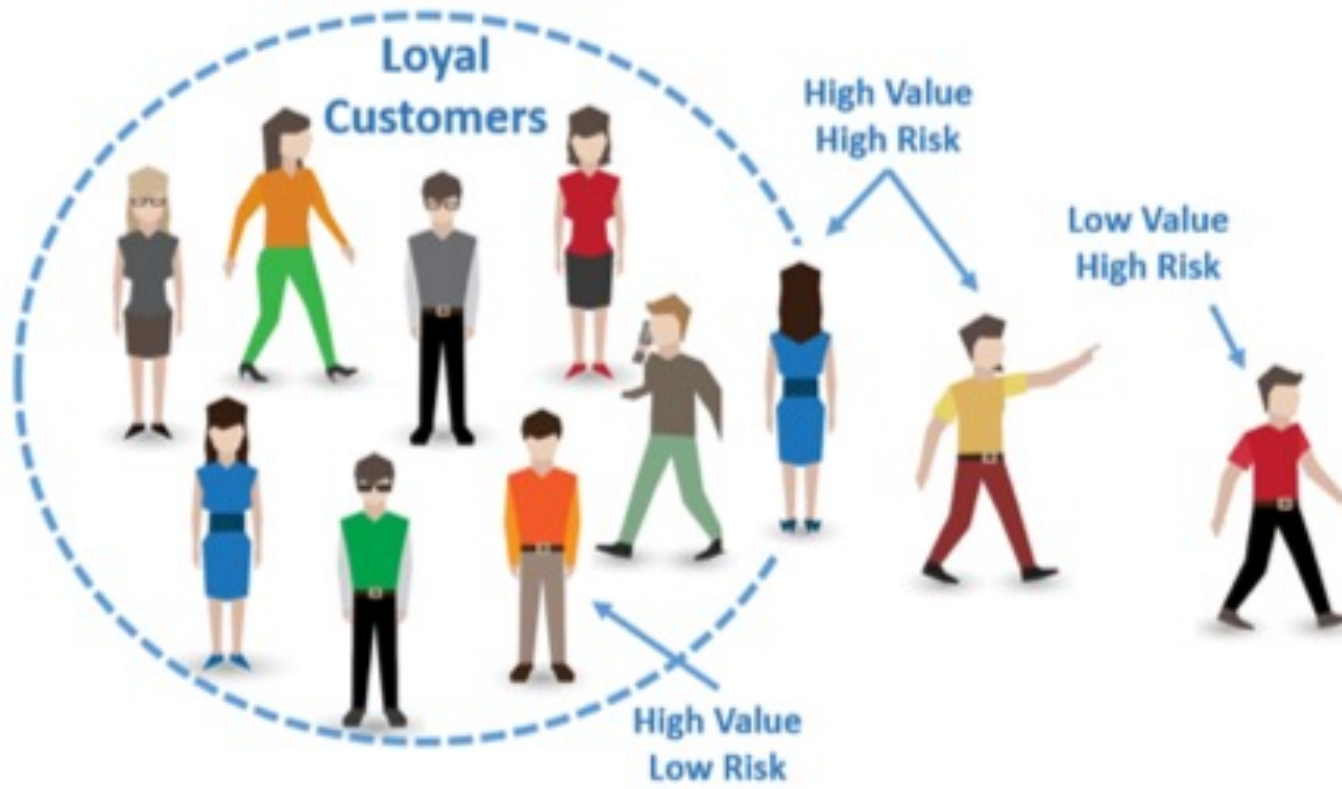 Loyal
Customers
High Value
High Risk
Low Value
High Risk
High Value
Low Risk